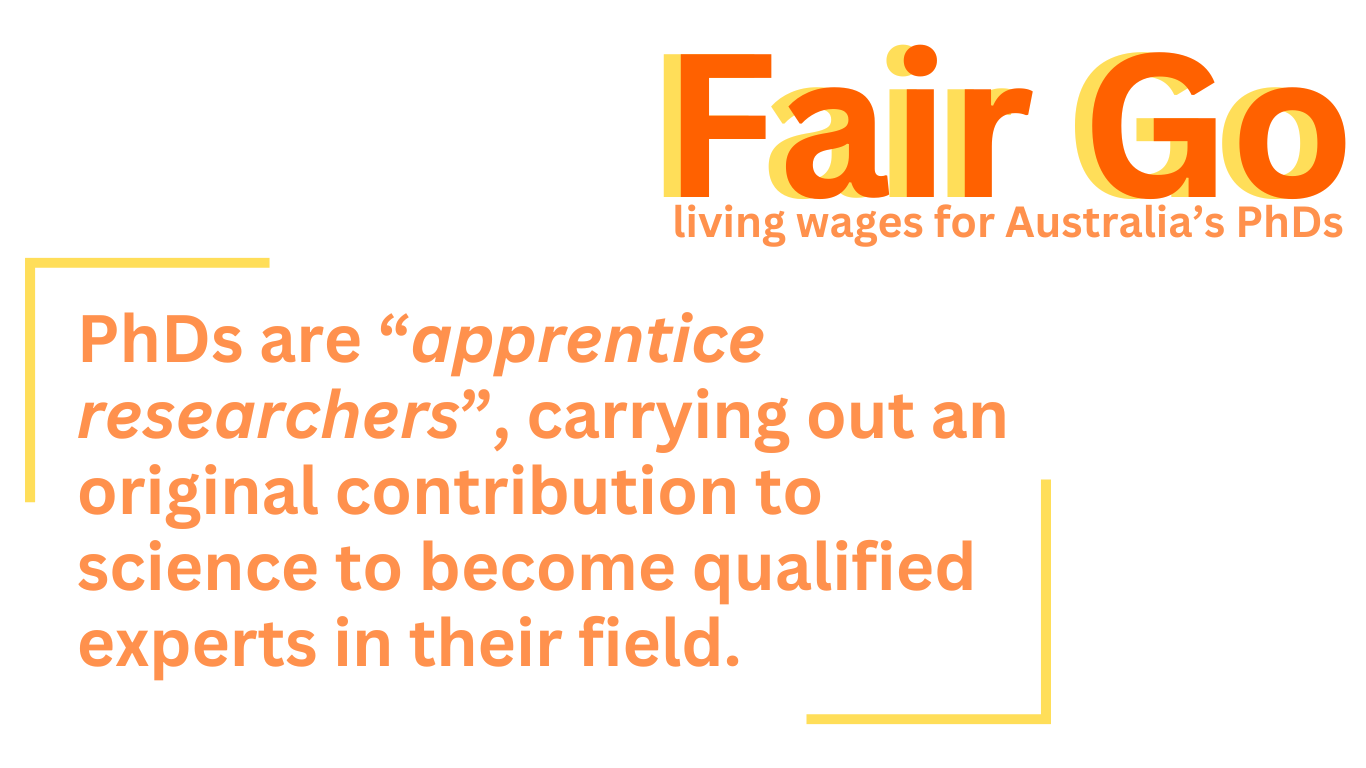 Fair Go
living wages for Australia’s PhDs
PhDs are “apprentice
researchers”, carrying out an
original contribution to
science to become qualified
experts in their field.